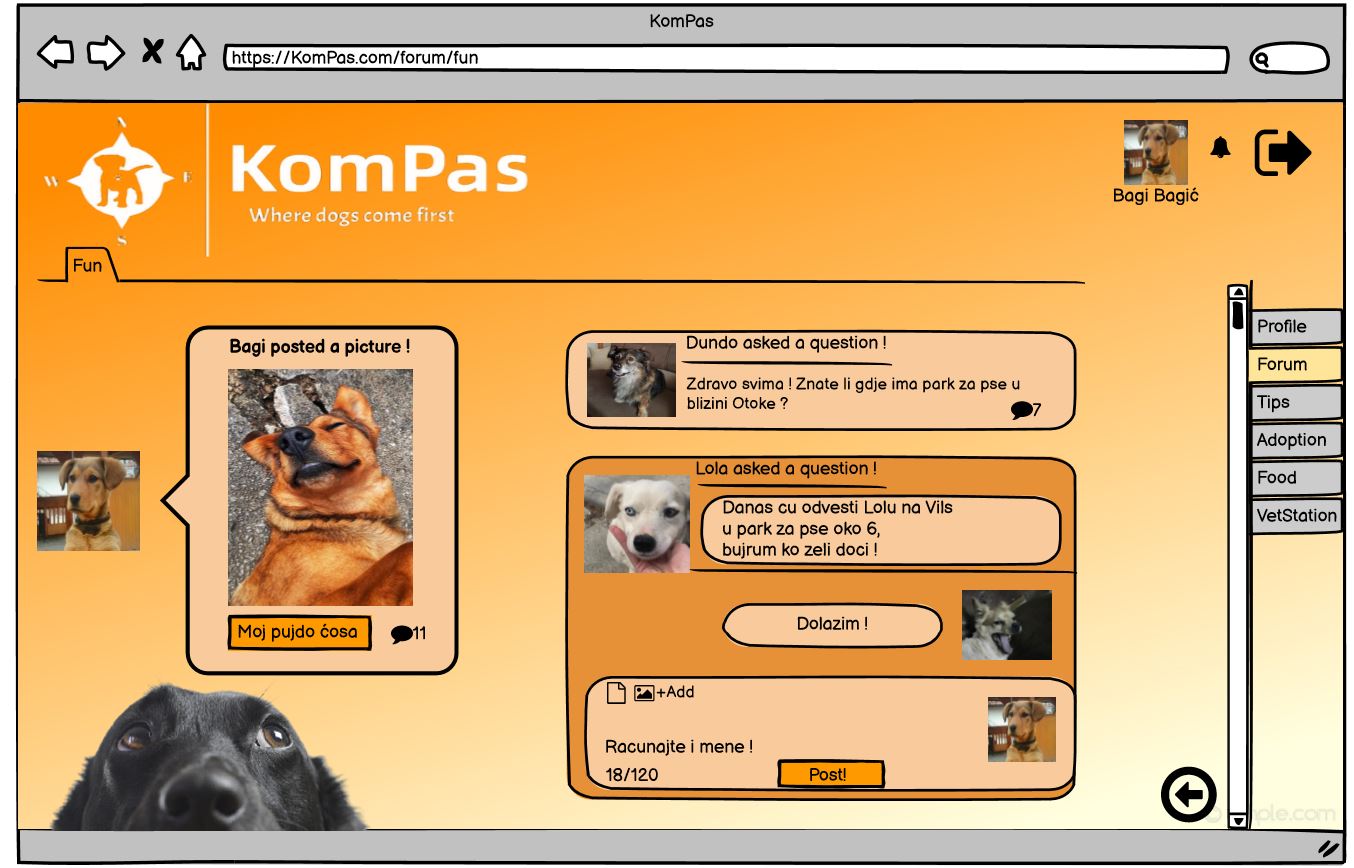 KomPas
https://KomPas.com/forum/fun
N
W
E
S
KomPas
Where dogs come first
Bagi Bagić
Fun
Profile
Forum
Tips
Adoption
Food
VetStation
Bagi posted a picture !
Moj pujdo ćosa
11
Dundo asked a question !
Zdravo svima ! Znate li gdje ima park za pse u
blizini Otoke ?
7
Lola asked a question !
Danas cu odvesti Lolu na Vils
u park za pse oko 6,
bujrum ko zeli doci !
Dolazim !
+Add
Racunajte i mene !
18/120
Post!